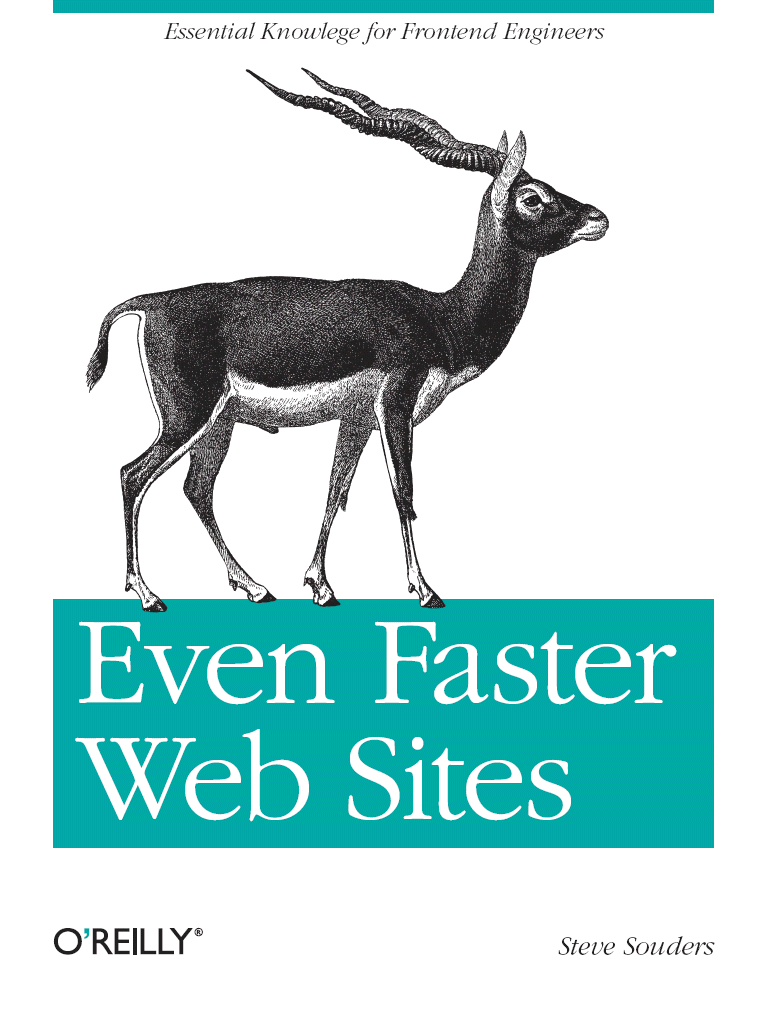 Essential Knowlege for Frontend Engineers
Even Faster
Web Sites
O'REILLY®
Steve Souders